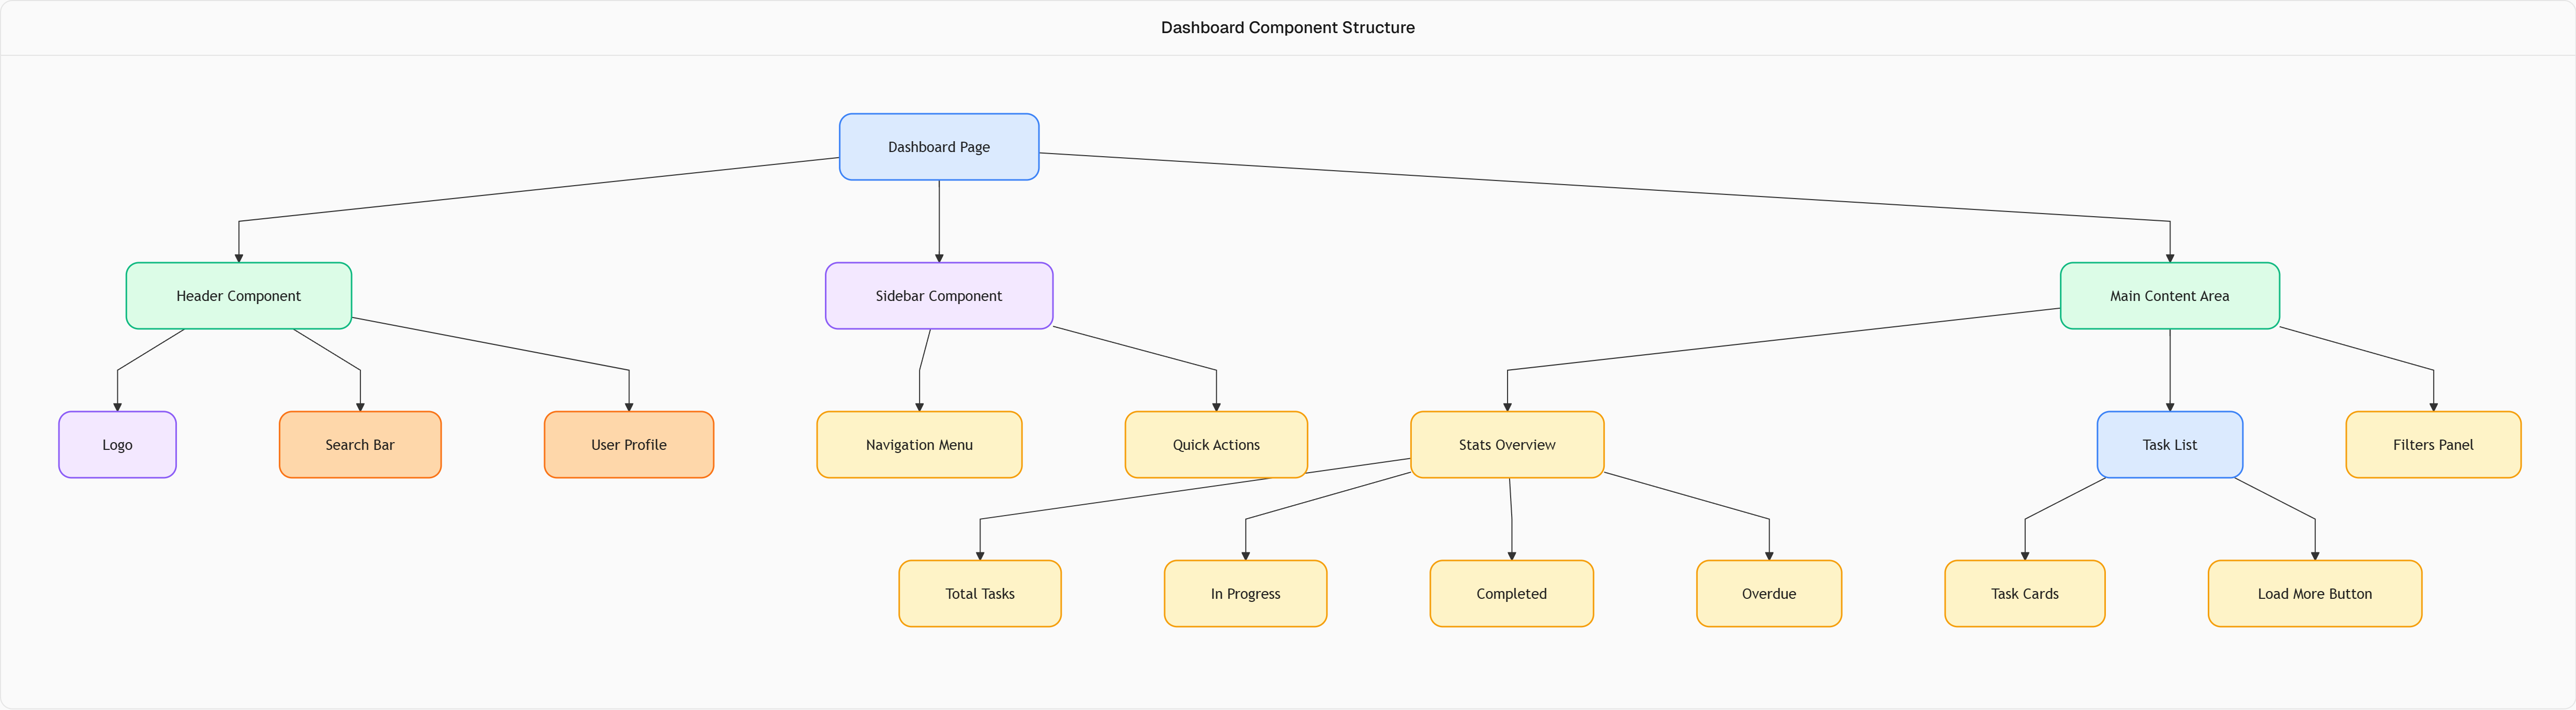 Dashboard Component Structure
Dashboard Page
Header Component
Sidebar Component
Main Content Area
Logo
Search Bar
User Profile
Navigation Menu
Quick Actions
Stats Overview
Task List
Filters Panel
Total Tasks
In Progress
Completed
Overdue
Task Cards
Load More Button